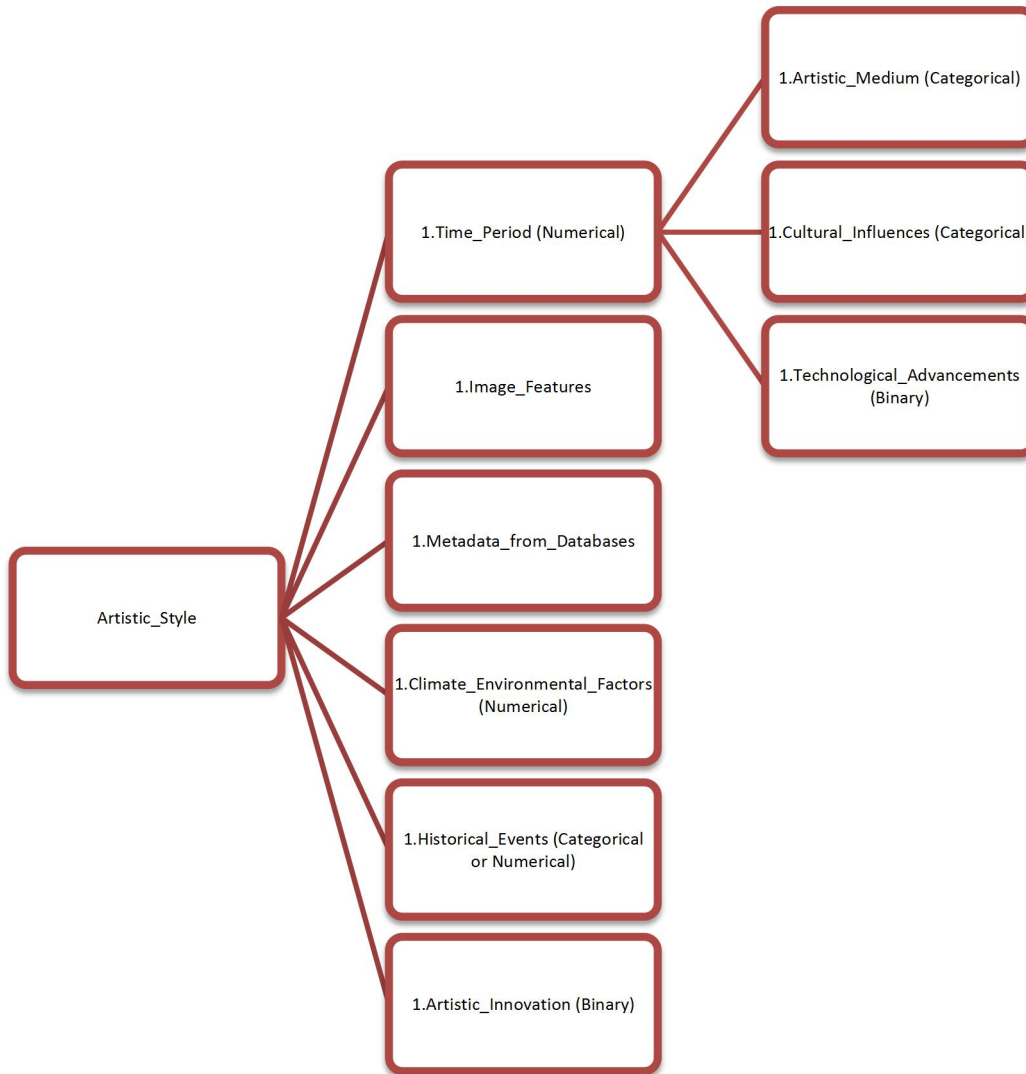 1.Artistic_Medium (Categorical)
1.Time_Period (Numerical)
1.Cultural_Influences (Categorical
1.Technological_Advancements
(Binary)
1.Image_Features
1.Metadata_from_Databases
Artistic_Style
1.Climate_Environmental_Factors
(Numerical)
1.Historical_Events (Categorical
or Numerical)
1.Artistic_Innovation (Binary)